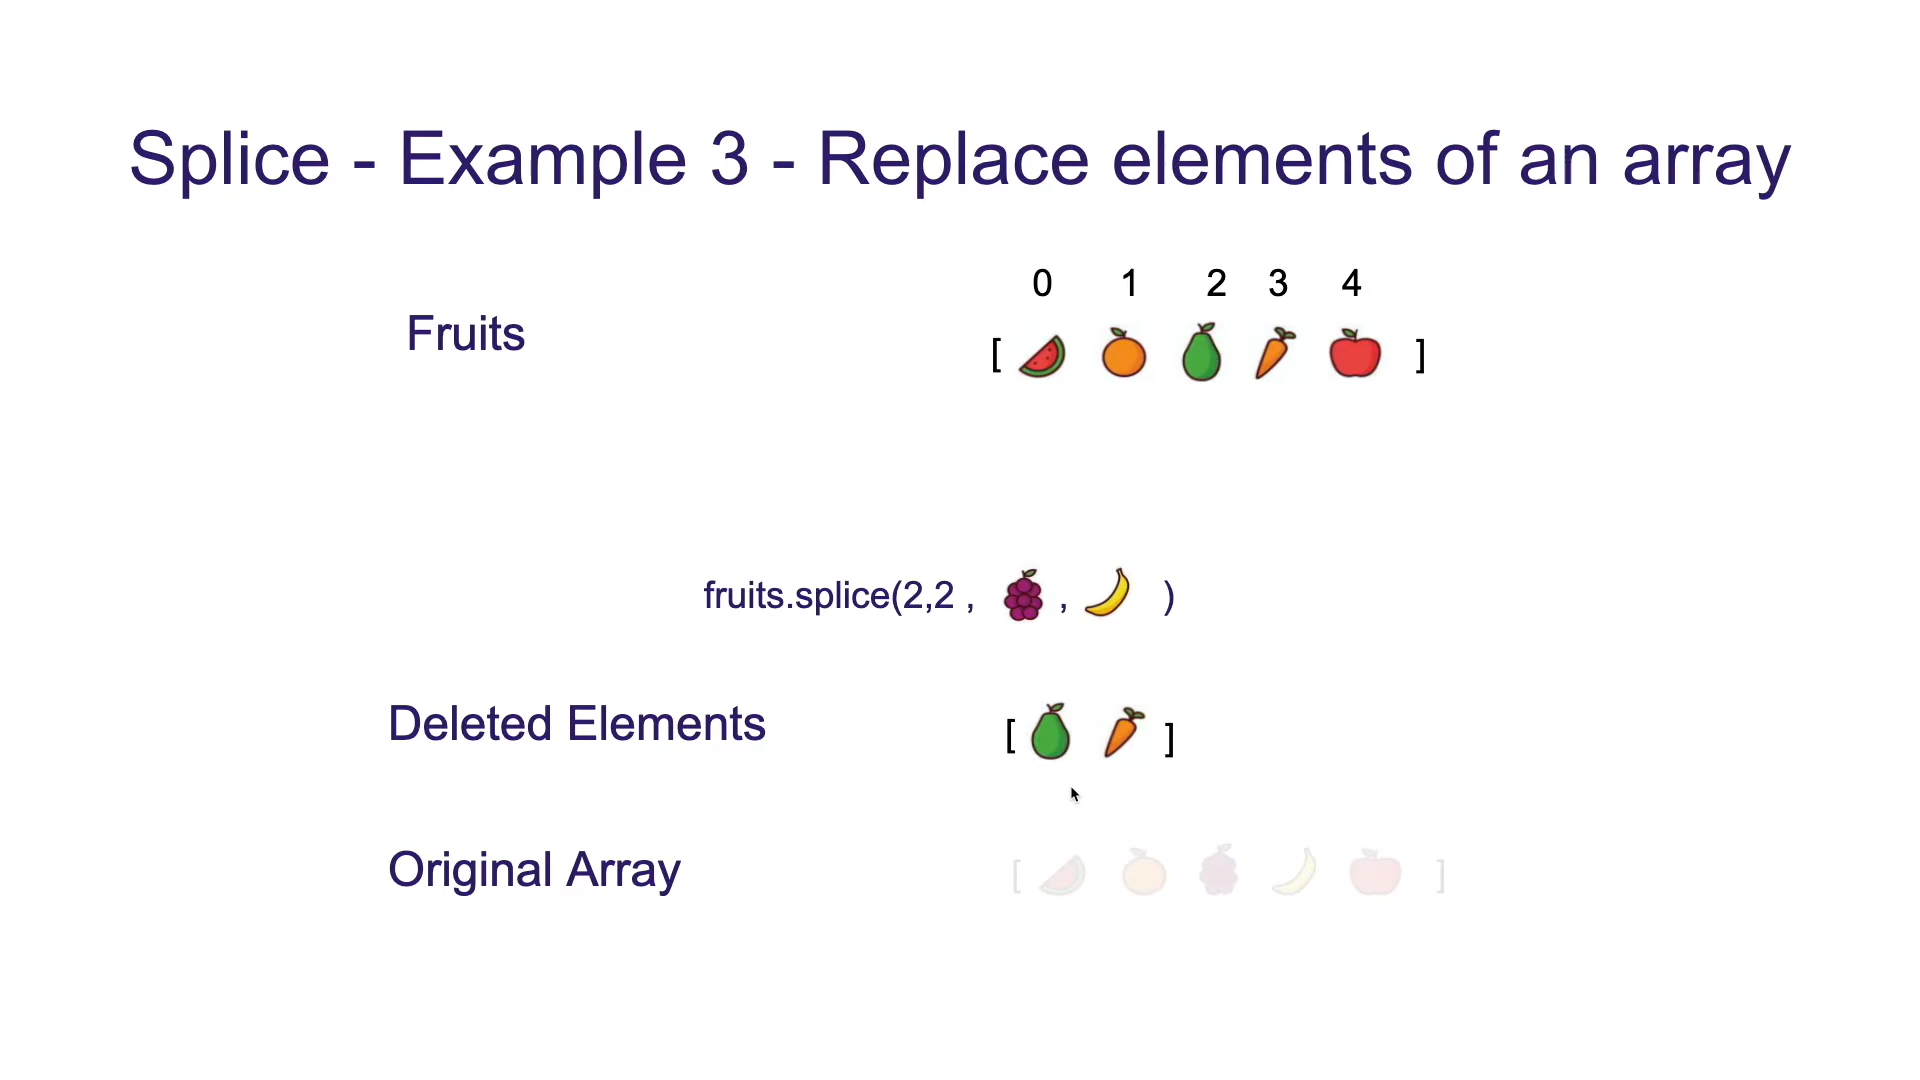 Splice - Example 3 - Replace elements of an array
0 1 2 3 4
Fruits
[ ]
fruits.splice(2,2 , , )
Deleted Elements
[ ]
Original Array
[ ]